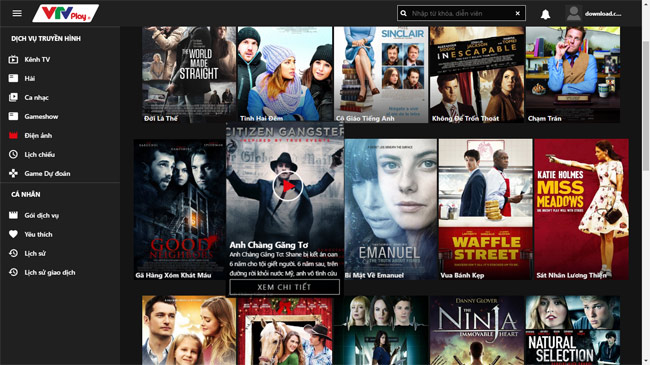 VTV Play
Nhập từ khóa, diễn viên
download.c...
DỊCH VỤ TRUYỀN HÌNH
Kênh TV
Hài
Ca nhạc
Gameshow
Điện ảnh
Lịch chiếu
Game Dự đoán
CÁ NHÂN
Gói dịch vụ
Yêu thích
Lịch sử
Lịch sử giao dịch
THE WORLD
MADE
STRAIGHT
SINCLAIR
INESCAPABLE
Đời Là Thế
Tình Hai Đêm
Cô Giáo Tiếng Anh
Không Để Trốn Thoát
Chạm Trán
GOOD
NEIGHBORS
Gã Hàng Xóm Khát Máu
CITIZEN GANGSTER
Anh Chàng Găng Tơ
Anh Chàng Găng Tơ: Shane bị kết án oan
6 năm cho tội giết người. 6 năm sau, trên
đường rời khỏi nước Mỹ, anh vô tình cứu
XEM CHI TIẾT
EMANUEL
Bí Mật Về Emanuel
WAFFLE
STREET
Vua Bánh Kẹp
KATIE HOLMES
MISS
MEADOWS
Sát Nhân Lương Thiện
DANNY GLOVER
THE
NINJA
IMMOVABLE HEART
NATURAL
SELECTION